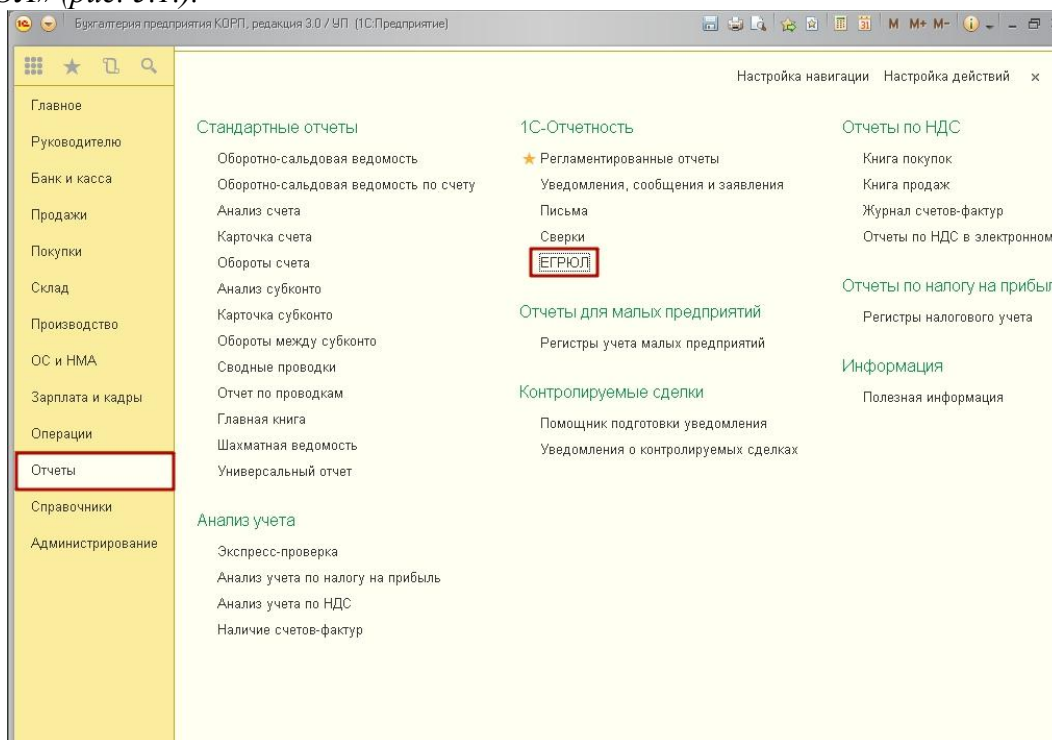 (рис. 3.1.).
Бухгалтерия предприятия КОРП, редакция 3.0 / УП (1С:Предприятие)
M M+ M-
Настройка навигации Настройка действий
Главное
Руководителю
Банк и касса
Продажи
Покупки
Склад
Производство
ОС и НМА
Зарплата и кадры
Операции
Отчеты
Справочники
Администрирование
Стандартные отчеты
Оборотно-сальдовая ведомость
Оборотно-сальдовая ведомость по счету
Анализ счета
Карточка счета
Обороты счета
Анализ субконто
Карточка субконто
Обороты между субконто
Сводные проводки
Отчет по проводкам
Главная книга
Шахматная ведомость
Универсальный отчет
Анализ учета
Экспресс-проверка
Анализ учета по налогу на прибыль
Анализ учета по НДС
Наличие счетов-фактур
1С-Отчетность
Регламентированные отчеты
Уведомления, сообщения и заявления
Письма
Сверки
ЕГРЮЛ
Отчеты для малых предприятий
Регистры учета малых предприятий
Контролируемые сделки
Помощник подготовки уведомления
Уведомления о контролируемых сделках
Отчеты по НДС
Книга покупок
Книга продаж
Журнал счетов-фактур
Отчеты по НДС в электронном
Отчеты по налогу на прибыл
Регистры налогового учета
Информация
Полезная информация